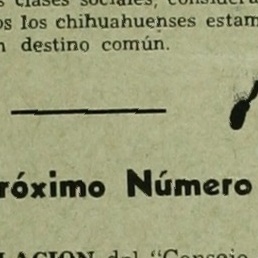 clases sociales, considera
os los chihuahuenses estam
destino común.
róximo Número
LACION del "Consejo